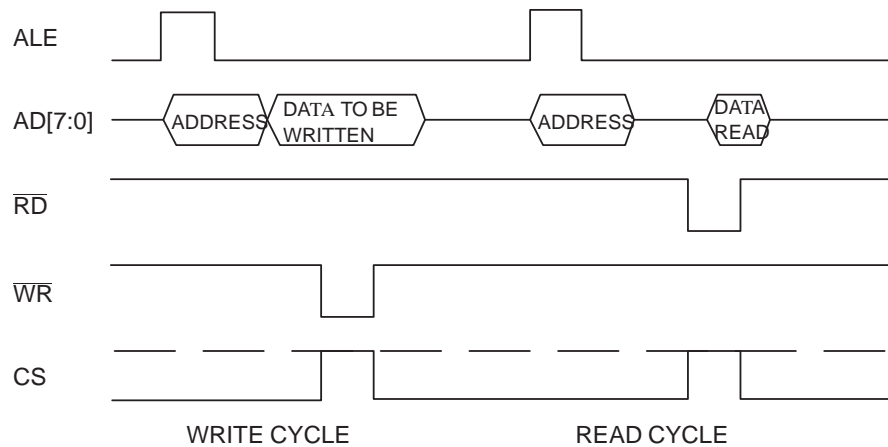 ALE
AD[7:0]
ADDRESS
DATA TO BE
WRITTEN
ADDRESS
DATA
READ
RD
WR
CS
WRITE CYCLE
READ CYCLE